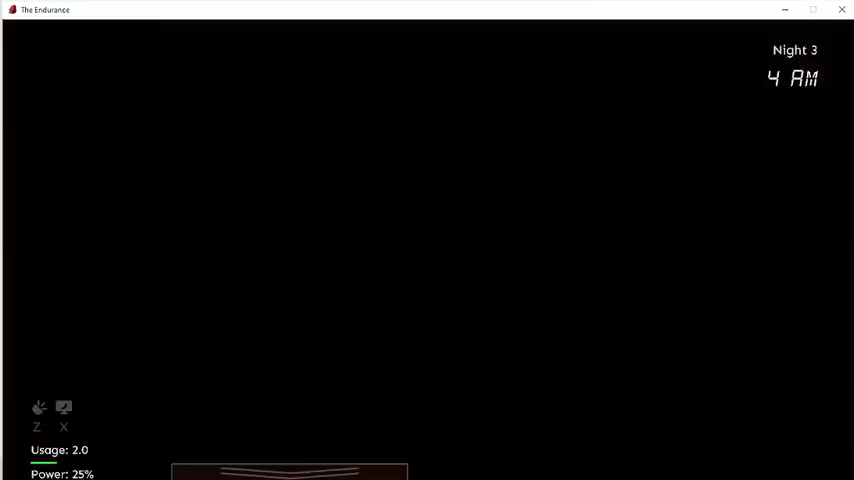 The Endurance
Night 3
4 AM
Z X
Usage: 2.0
Power: 25%